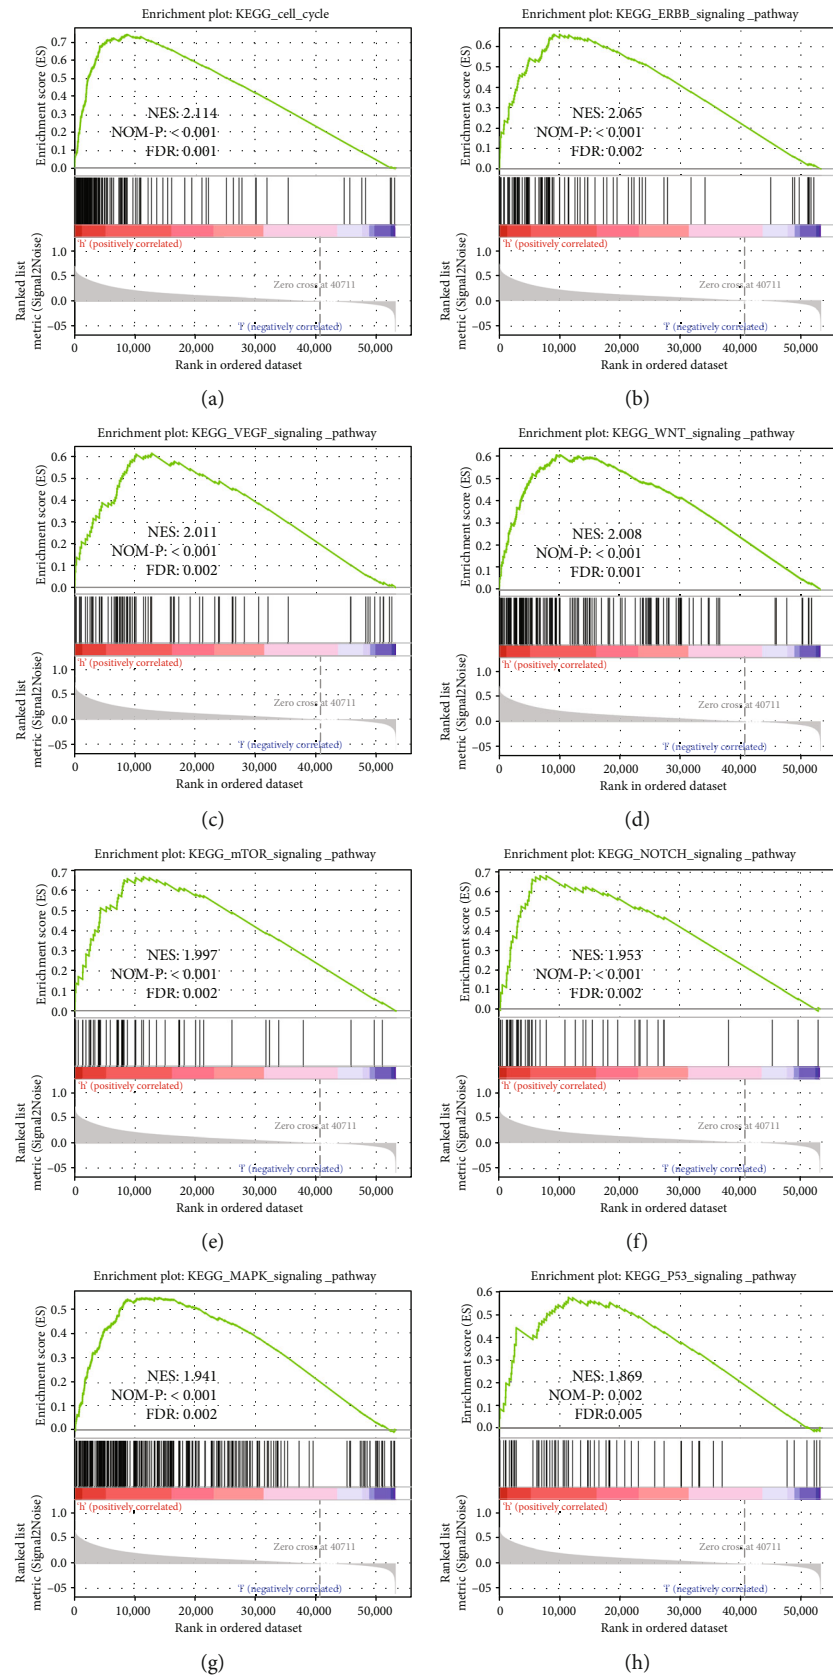 Enrichment plot: KEGG_cell_cycle
Enrichment score (ES)
0.7
0.6
0.5
0.4
0.3
0.2
0.1
0.0
NES: 2.114
NOM-P: < 0.001
FDR: 0.001
'h' (positively correlated)
Ranked list
metric (Signal2Noise)
1.0
0.5
0.0
–05
Zero cross at 40711
'l' (negatively correlated)
0 10,000 20,000 30,000 40,000 50,000
Rank in ordered dataset
(a)
Enrichment plot: KEGG_ERBB_signaling _pathway
Enrichment score (ES)
0.6
0.5
0.4
0.3
0.2
0.1
0.0
NES: 2.065
NOM-P: < 0.001
FDR: 0.002
'h' (positively correlated)
Ranked list
metric (Signal2Noise)
1.0
0.5
0.0
–05
Zero cross at 40711
'l' (negatively correlated)
0 10,000 20,000 30,000 40,000 50,000
Rank in ordered dataset
(b)
Enrichment plot: KEGG_VEGF_signaling _pathway
Enrichment score (ES)
0.6
0.5
0.4
0.3
0.2
0.1
0.0
NES: 2.011
NOM-P: < 0.001
FDR: 0.002
'h' (positively correlated)
Ranked list
metric (Signal2Noise)
1.0
0.5
0.0
–05
Zero cross at 40711
'l' (negatively correlated)
0 10,000 20,000 30,000 40,000 50,000
Rank in ordered dataset
(c)
Enrichment plot: KEGG_WNT_signaling _pathway
Enrichment score (ES)
0.6
0.5
0.4
0.3
0.2
0.1
0.0
NES: 2.008
NOM-P: < 0.001
FDR: 0.001
'h' (positively correlated)
Ranked list
metric (Signal2Noise)
1.0
0.5
0.0
–05
Zero cross at 40711
'l' (negatively correlated)
0 10,000 20,000 30,000 40,000 50,000
Rank in ordered dataset
(d)
Enrichment plot: KEGG_mTOR_signaling _pathway
Enrichment score (ES)
0.7
0.6
0.5
0.4
0.3
0.2
0.1
0.0
NES: 1.997
NOM-P: < 0.001
FDR: 0.002
'h' (positively correlated)
Ranked list
metric (Signal2Noise)
1.0
0.5
0.0
–05
Zero cross at 40711
'l' (negatively correlated)
0 10,000 20,000 30,000 40,000 50,000
Rank in ordered dataset
(e)
Enrichment plot: KEGG_NOTCH_signaling _pathway
Enrichment score (ES)
0.7
0.6
0.5
0.4
0.3
0.2
0.1
0.0
NES: 1.953
NOM-P: < 0.001
FDR: 0.002
'h' (positively correlated)
Ranked list
metric (Signal2Noise)
1.0
0.5
0.0
–05
Zero cross at 40711
'l' (negatively correlated)
0 10,000 20,000 30,000 40,000 50,000
Rank in ordered dataset
(f)
Enrichment plot: KEGG_MAPK_signaling _pathway
Enrichment score (ES)
0.5
0.4
0.3
0.2
0.1
0.0
NES: 1.941
NOM-P: < 0.001
FDR: 0.002
'h' (positively correlated)
Ranked list
metric (Signal2Noise)
1.0
0.5
0.0
–05
Zero cross at 40711
'l' (negatively correlated)
0 10,000 20,000 30,000 40,000 50,000
Rank in ordered dataset
(g)
Enrichment plot: KEGG_P53_signaling _pathway
Enrichment score (ES)
0.6
0.5
0.4
0.3
0.2
0.1
0.0
NES: 1.869
NOM-P: 0.002
FDR:0.005
'h' (positively correlated)
Ranked list
metric (Signal2Noise)
1.0
0.5
0.0
–05
Zero cross at 40711
'l' (negatively correlated)
0 10,000 20,000 30,000 40,000 50,000
Rank in ordered dataset
(h)